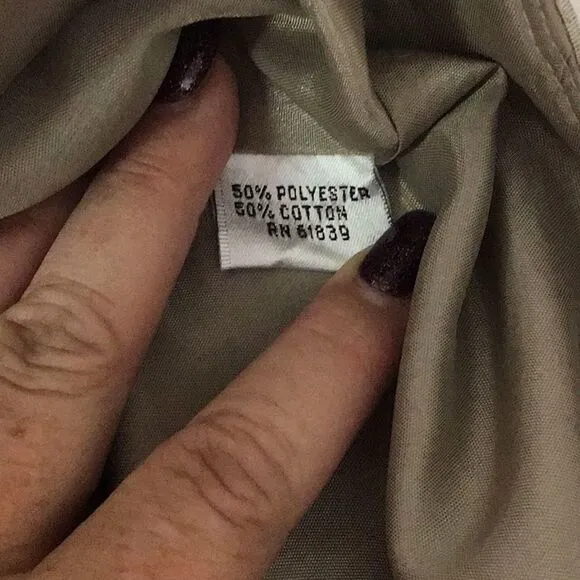 50% POLYESTER
50% COTTON
RN 61839